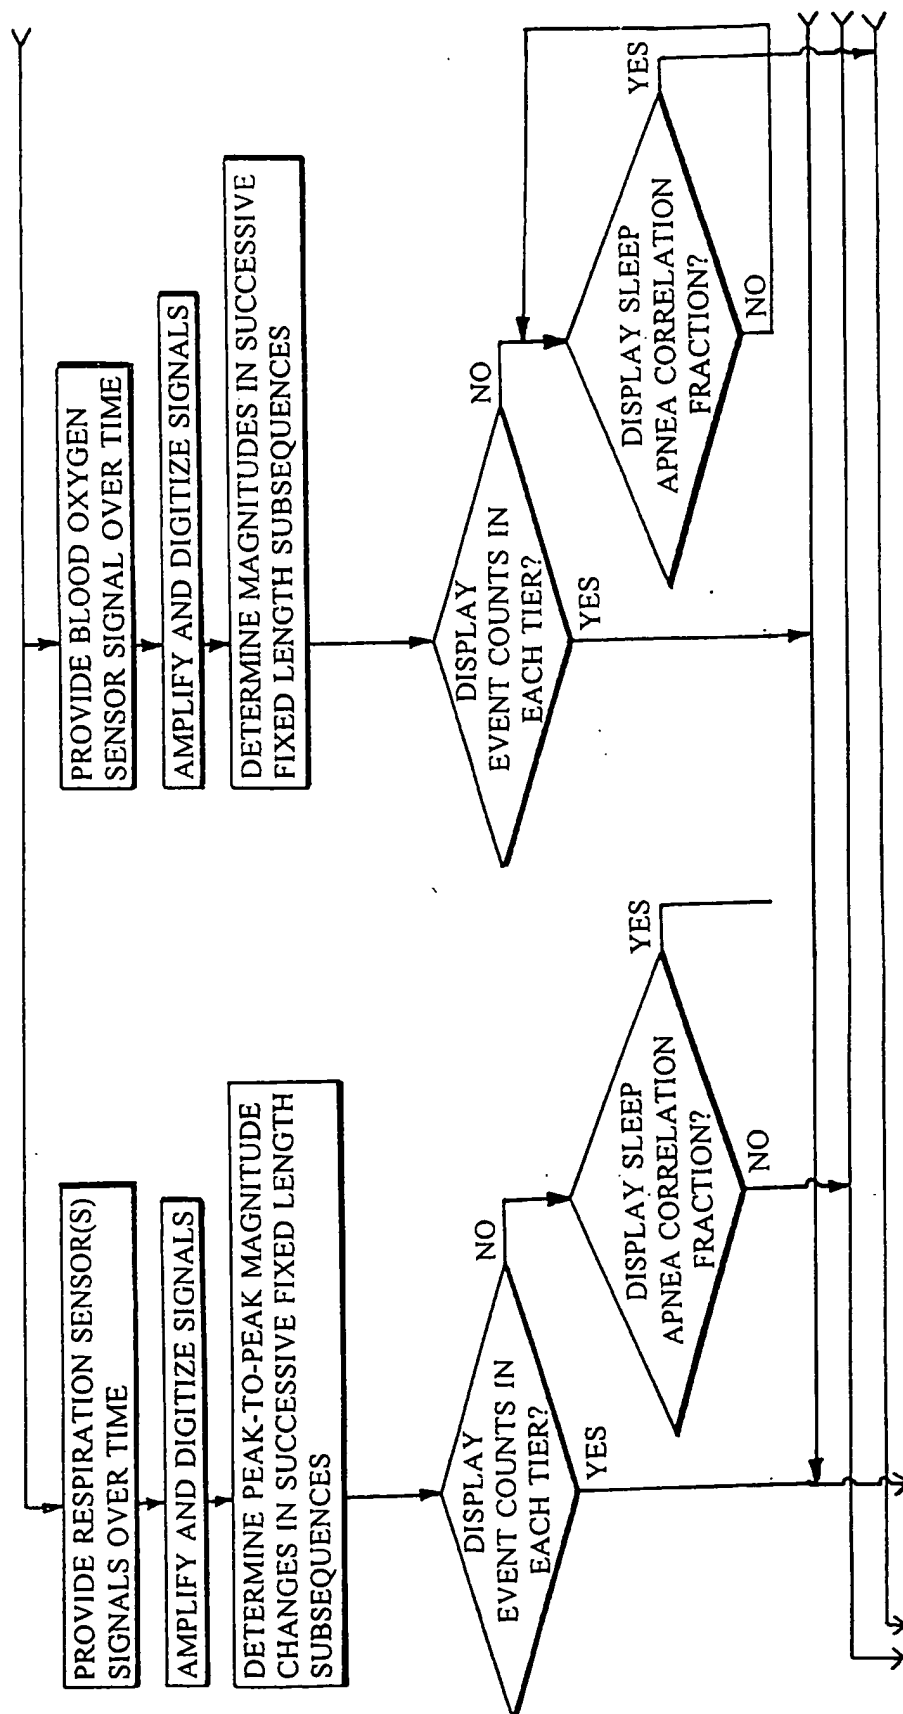 PROVIDE RESPIRATION SENSOR(S)
SIGNALS OVER TIME
AMPLIFY AND DIGITIZE SIGNALS
DETERMINE PEAK-TO-PEAK MAGNITUDE
CHANGES IN SUCCESSIVE FIXED LENGTH
SUBSEQUENCES
DISPLAY
EVENT COUNTS IN
EACH TIER?
NO
YES
DISPLAY SLEEP
APNEA CORRELATION
FRACTION?
YES
NO
PROVIDE BLOOD OXYGEN
SENSOR SIGNAL OVER TIME
AMPLIFY AND DIGITIZE SIGNALS
DETERMINE MAGNITUDES IN SUCCESSIVE
FIXED LENGTH SUBSEQUENCES
DISPLAY
EVENT COUNTS IN
EACH TIER?
NO
YES
DISPLAY SLEEP
APNEA CORRELATION
FRACTION?
YES
NO